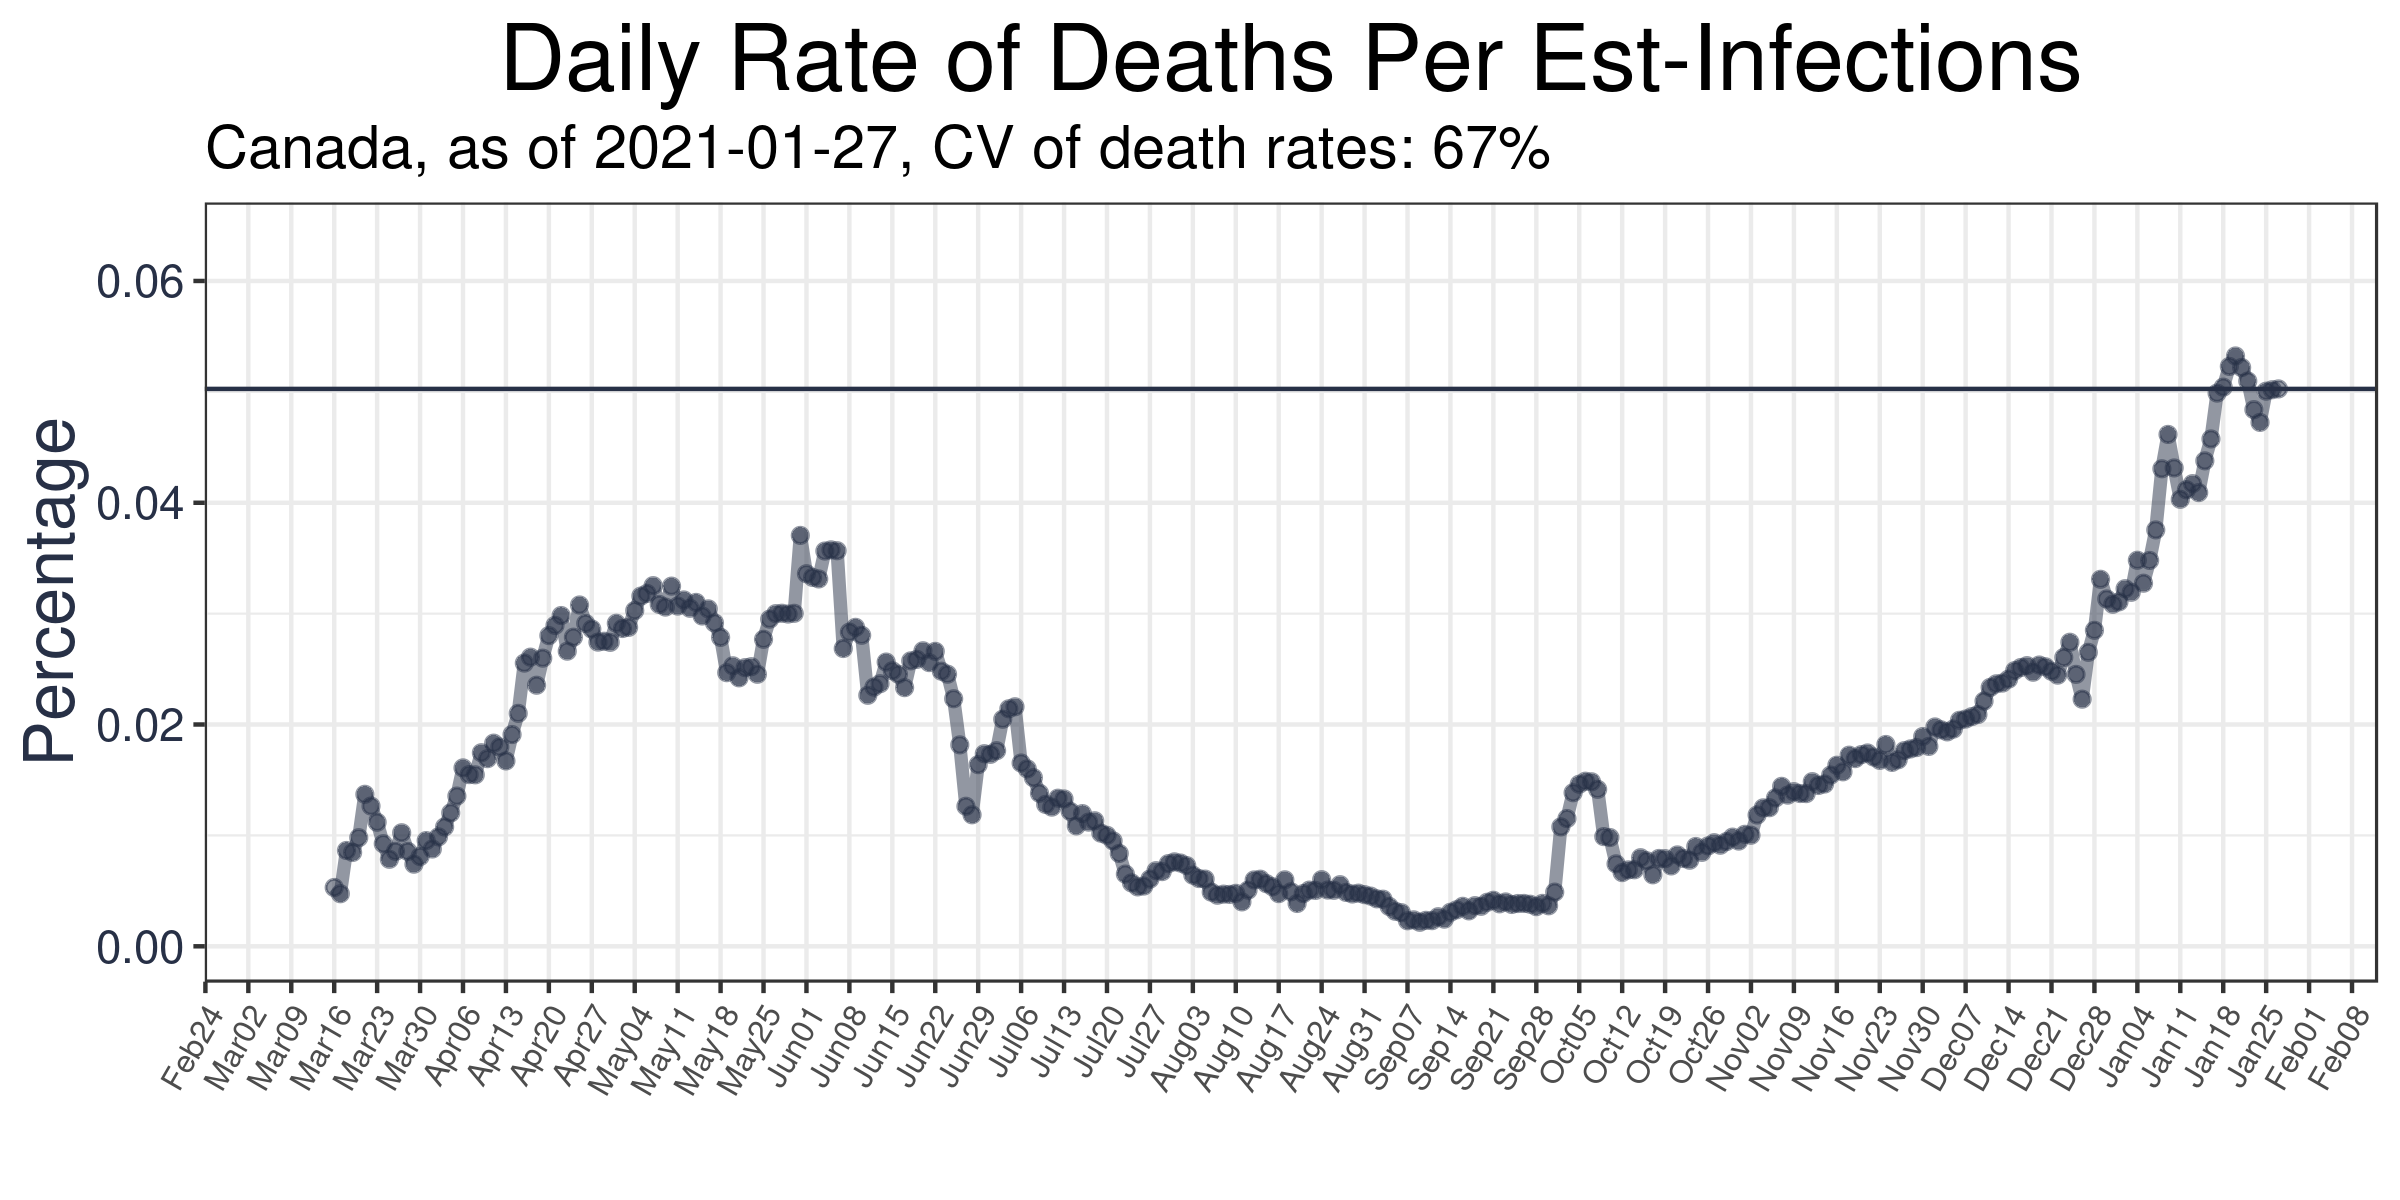 Daily Rate of Deaths Per Est-Infections
Canada, as of 2021-01-27, CV of death rates: 67%
Percentage
0.06
0.04
0.02
0.00
Feb24
Mar02
Mar09
Mar16
Mar23
Mar30
Apr06
Apr13
Apr20
Apr27
May04
May11
May18
May25
Jun01
Jun08
Jun15
Jun22
Jun29
Jul06
Jul13
Jul20
Jul27
Aug03
Aug10
Aug17
Aug24
Aug31
Sep07
Sep14
Sep21
Sep28
Oct05
Oct12
Oct19
Oct26
Nov02
Nov09
Nov16
Nov23
Nov30
Dec07
Dec14
Dec21
Dec28
Jan04
Jan11
Jan18
Jan25
Feb01
Feb08